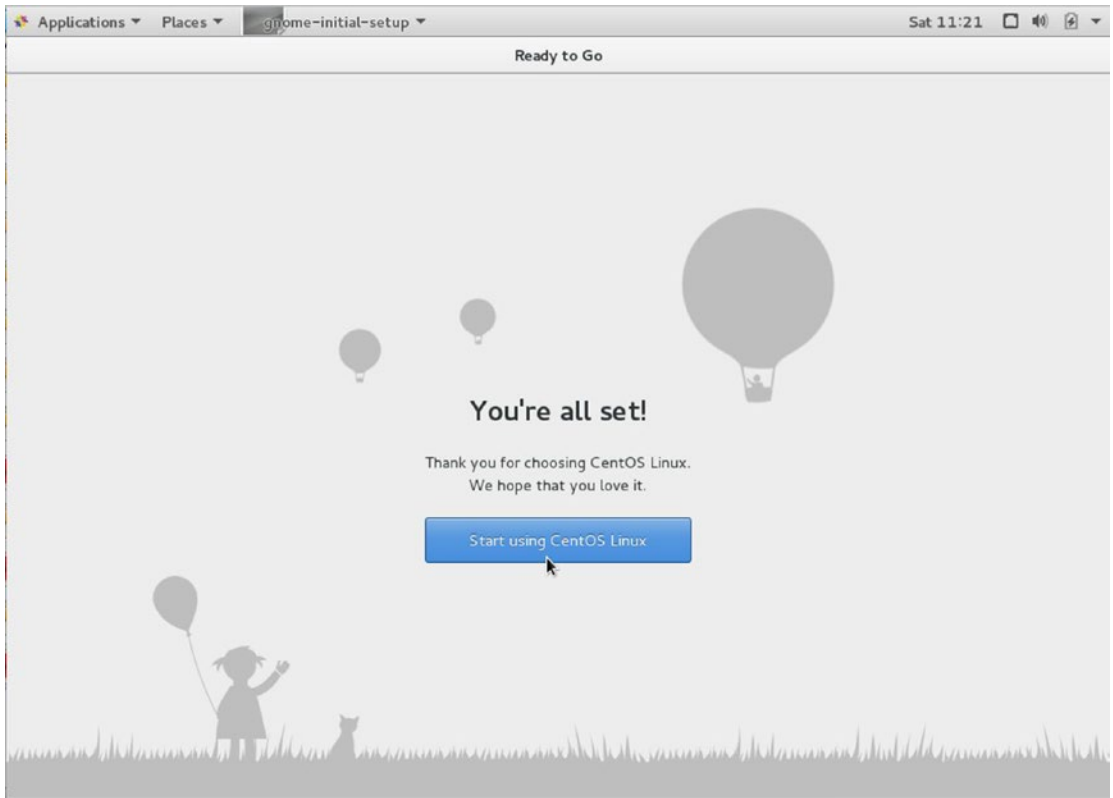 Applications Places gnome-initial-setup Sat 11:21
Ready to Go
You're all set!
Thank you for choosing CentOS Linux.
We hope that you love it.
Start using CentOS Linux